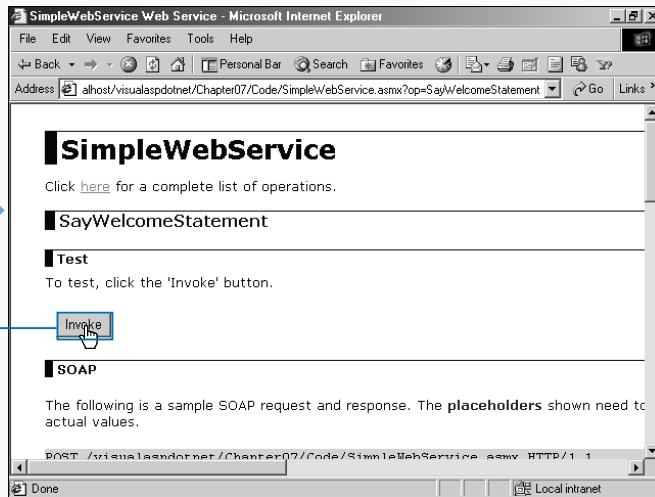 SimpleWebService Web Service - Microsoft Internet Explorer
File Edit View Favorites Tools Help
Back Personal Bar Search Favorites
Address alhost/visualaspdotnet/Chapter07/Code/SimpleWebService.asmx?op=SayWelcomeStatement Go Links
SimpleWebService
Click here for a complete list of operations.
SayWelcomeStatement
Test
To test, click the 'Invoke' button.
Invoke
SOAP
The following is a sample SOAP request and response. The placeholders shown need to
actual values.
POST /visualaspdotnet/Chapter07/Code/SimpleWebService.asmx HTTP/1.1
Done Local intranet